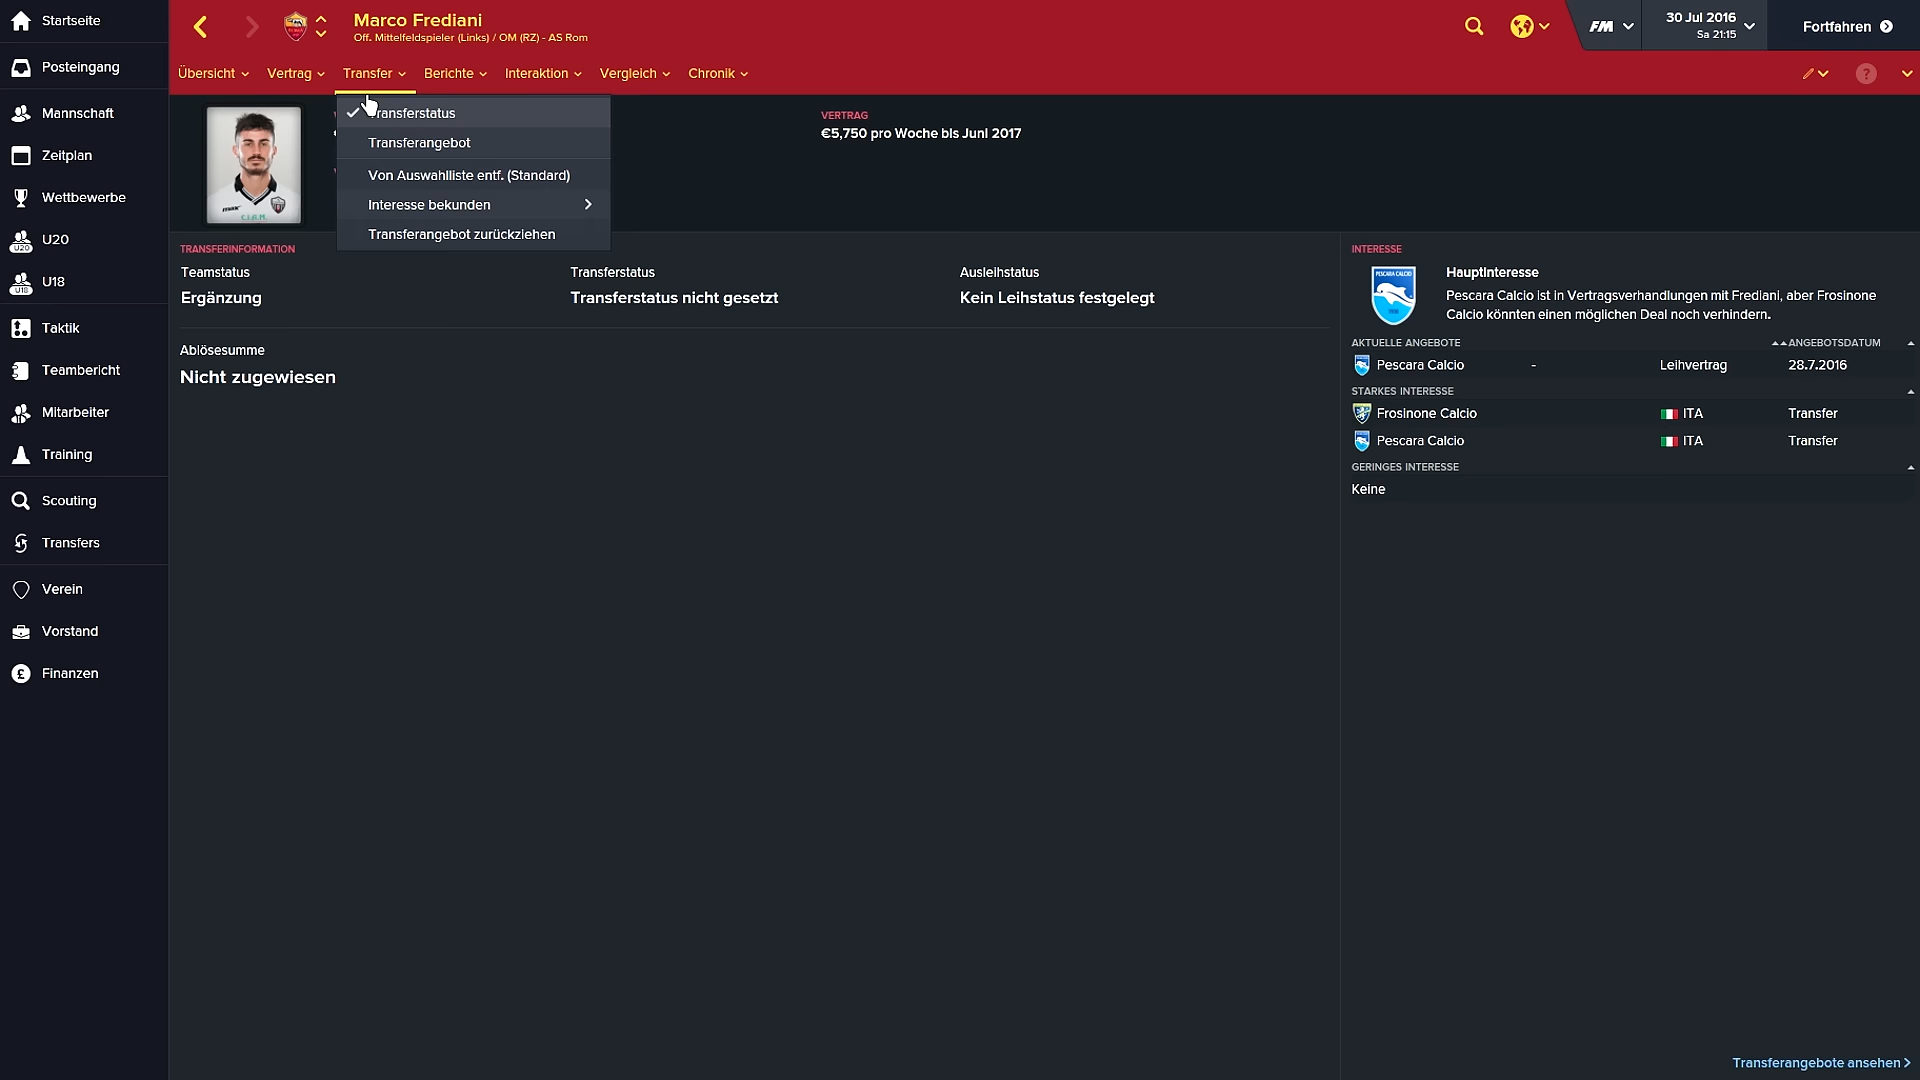 Startseite
Posteingang
Mannschaft
Zeitplan
Wettbewerbe
U20
U20
U18
U18
Taktik
Teambericht
Mitarbeiter
Training
Scouting
Transfers
Verein
Vorstand
Finanzen
Marco Frediani
Off. Mittelfeldspieler (Links) / OM (RZ) - AS Rom
FM
30 Jul 2016
Sa 21:15
Fortfahren
Übersicht
Vertrag
Transfer
Berichte
Interaktion
Vergleich
Chronik
?
Transferangebot
Von Auswahlliste entf. (Standard)
Interesse bekunden
Transferangebot zurückziehen
VERTRAG
€5,750 pro Woche bis Juni 2017
TRANSFERINFORMATION
Teamstatus
Transferstatus
Ausleihstatus
Ergänzung
Transferstatus nicht gesetzt
Kein Leihstatus festgelegt
Ablösesumme
Nicht zugewiesen
INTERESSE
PESCARA CALCIO
Hauptinteresse
Pescara Calcio ist in Vertragsverhandlungen mit Frediani, aber Frosinone
Calcio könnten einen möglichen Deal noch verhindern.
AKTUELLE ANGEBOTE ANGEBOTSDATUM
Pescara Calcio - Leihvertrag 28.7.2016
STARKES INTERESSE
Frosinone Calcio ITA Transfer
Pescara Calcio ITA Transfer
GERINGES INTERESSE
Keine
Transferangebote ansehen